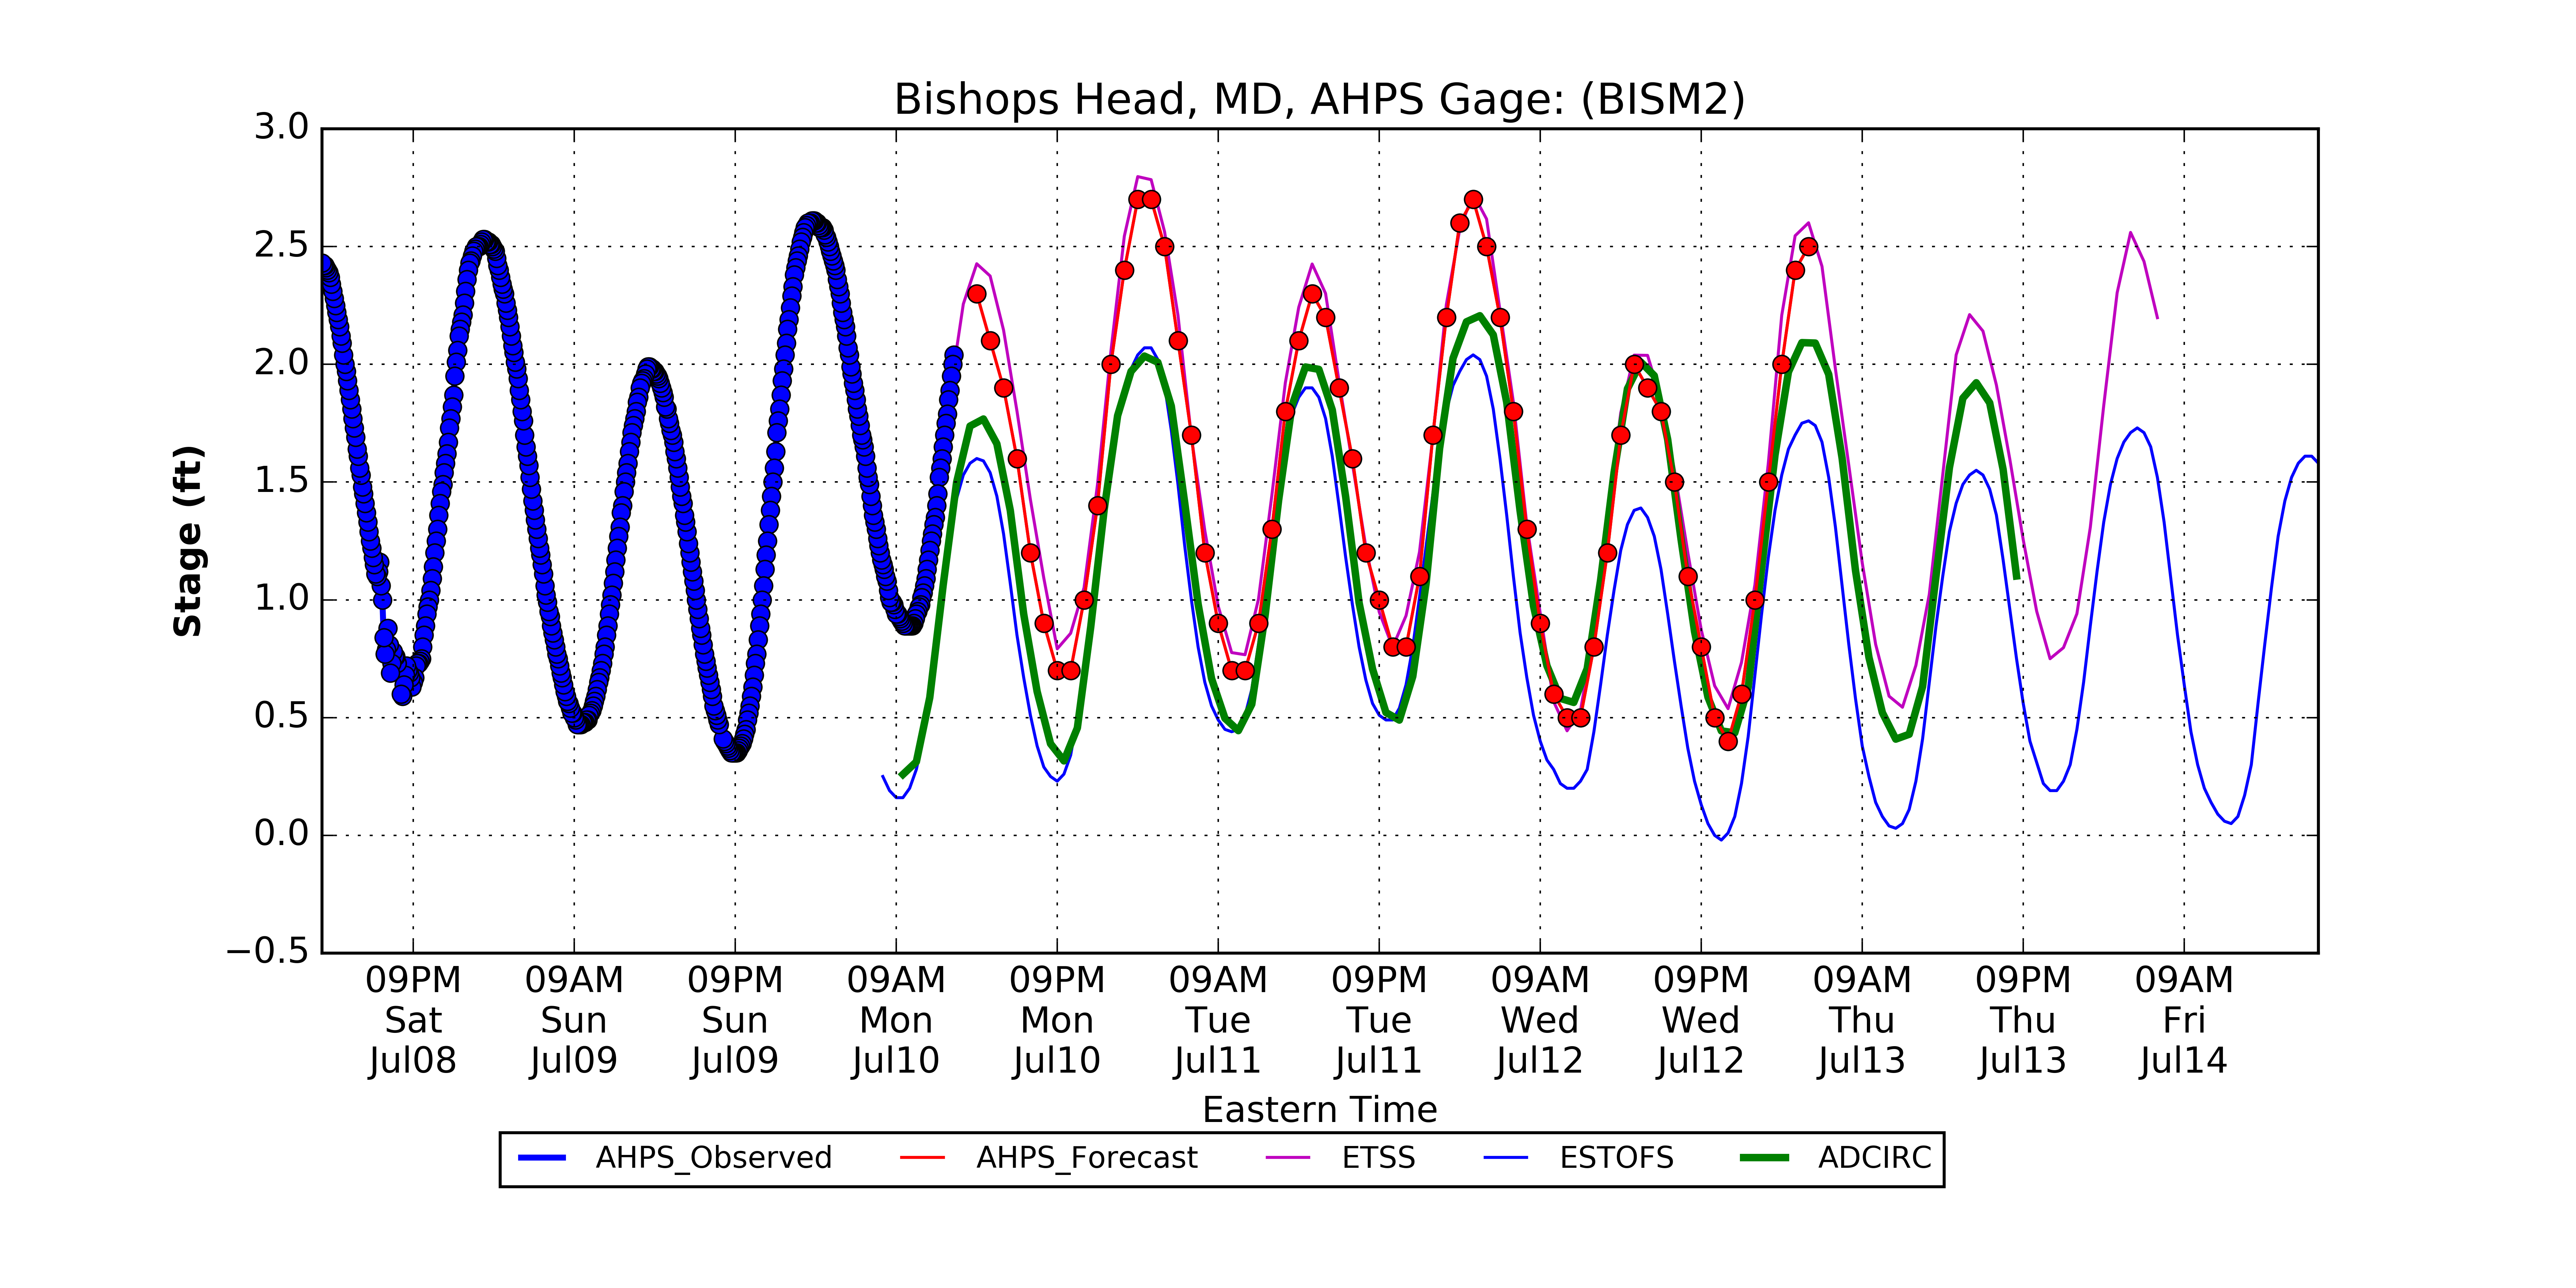 Bishops Head, MD, AHPS Gage: (BISM2)
3.0
2.5
2.0
1.5
1.0
0.5
0.0
−0.5
Stage (ft)
09PM 09AM 09PM 09AM 09PM 09AM 09PM 09AM 09PM 09AM 09PM 09AM
Sat Sun Sun Mon Mon Tue Tue Wed Wed Thu Thu Fri
Jul08 Jul09 Jul09 Jul10 Jul10 Jul11 Jul11 Jul12 Jul12 Jul13 Jul13 Jul14
Eastern Time
AHPS_Observed AHPS_Forecast ETSS ESTOFS ADCIRC